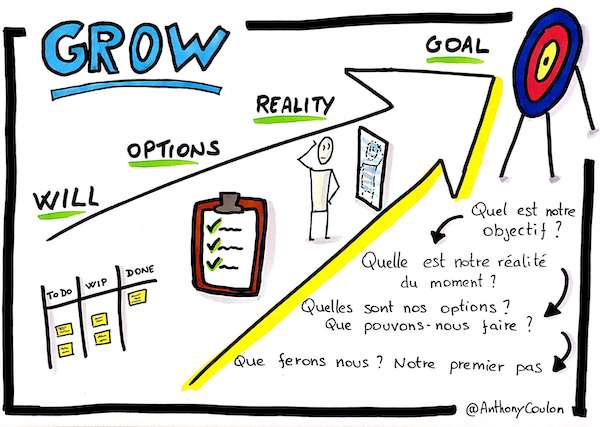 GROW
GOAL
REALITY
OPTIONS
WILL
TO DO WIP DONE
Quel est notre
objectif ?
Quelle est notre réalité
du moment ?
Quelles sont nos options ?
Que pouvons-nous faire ?
Que ferons nous ? Notre premier pas
@AnthonyCoulon